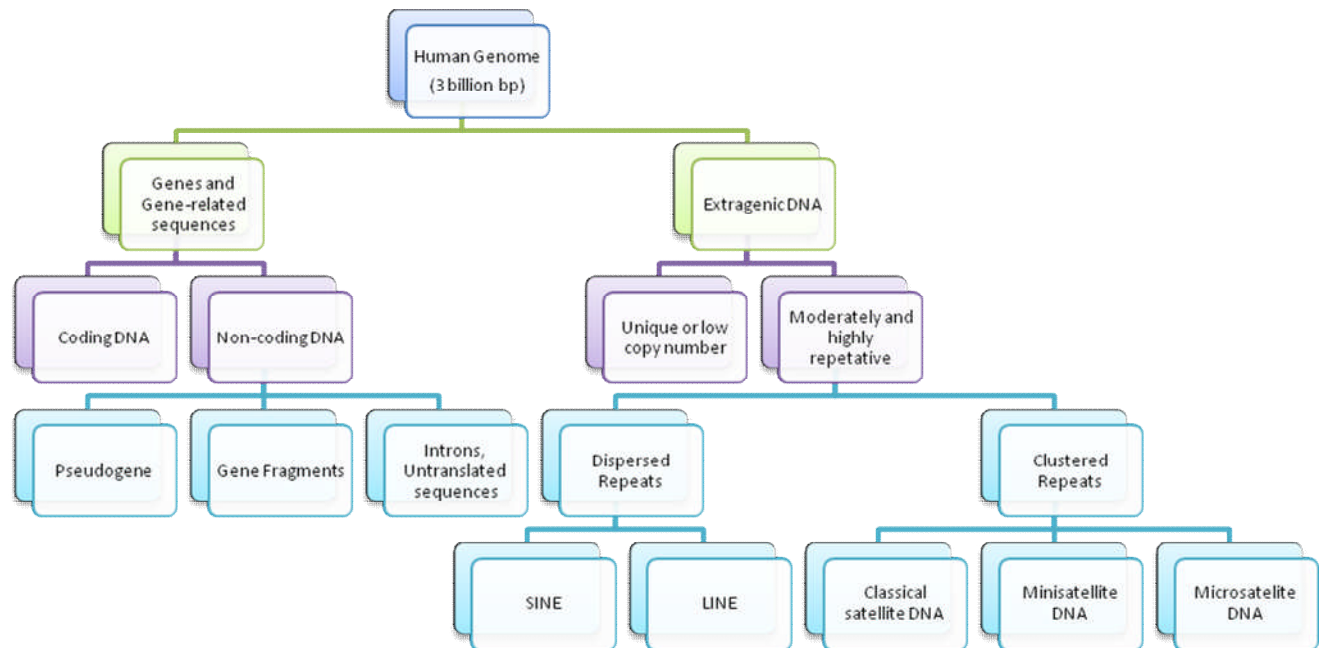 Human Genome
(3 billion bp)
Genes and
Gene-related
sequences
Extragenic DNA
Coding DNA
Non-coding DNA
Unique or low
copy number
Moderately and
highly
repetative
Pseudogene
Gene Fragments
Introns,
Untranslated
sequences
Dispersed
Repeats
Clustered
Repeats
SINE
LINE
Classical
satellite DNA
Minisatellite
DNA
Microsatelite
DNA